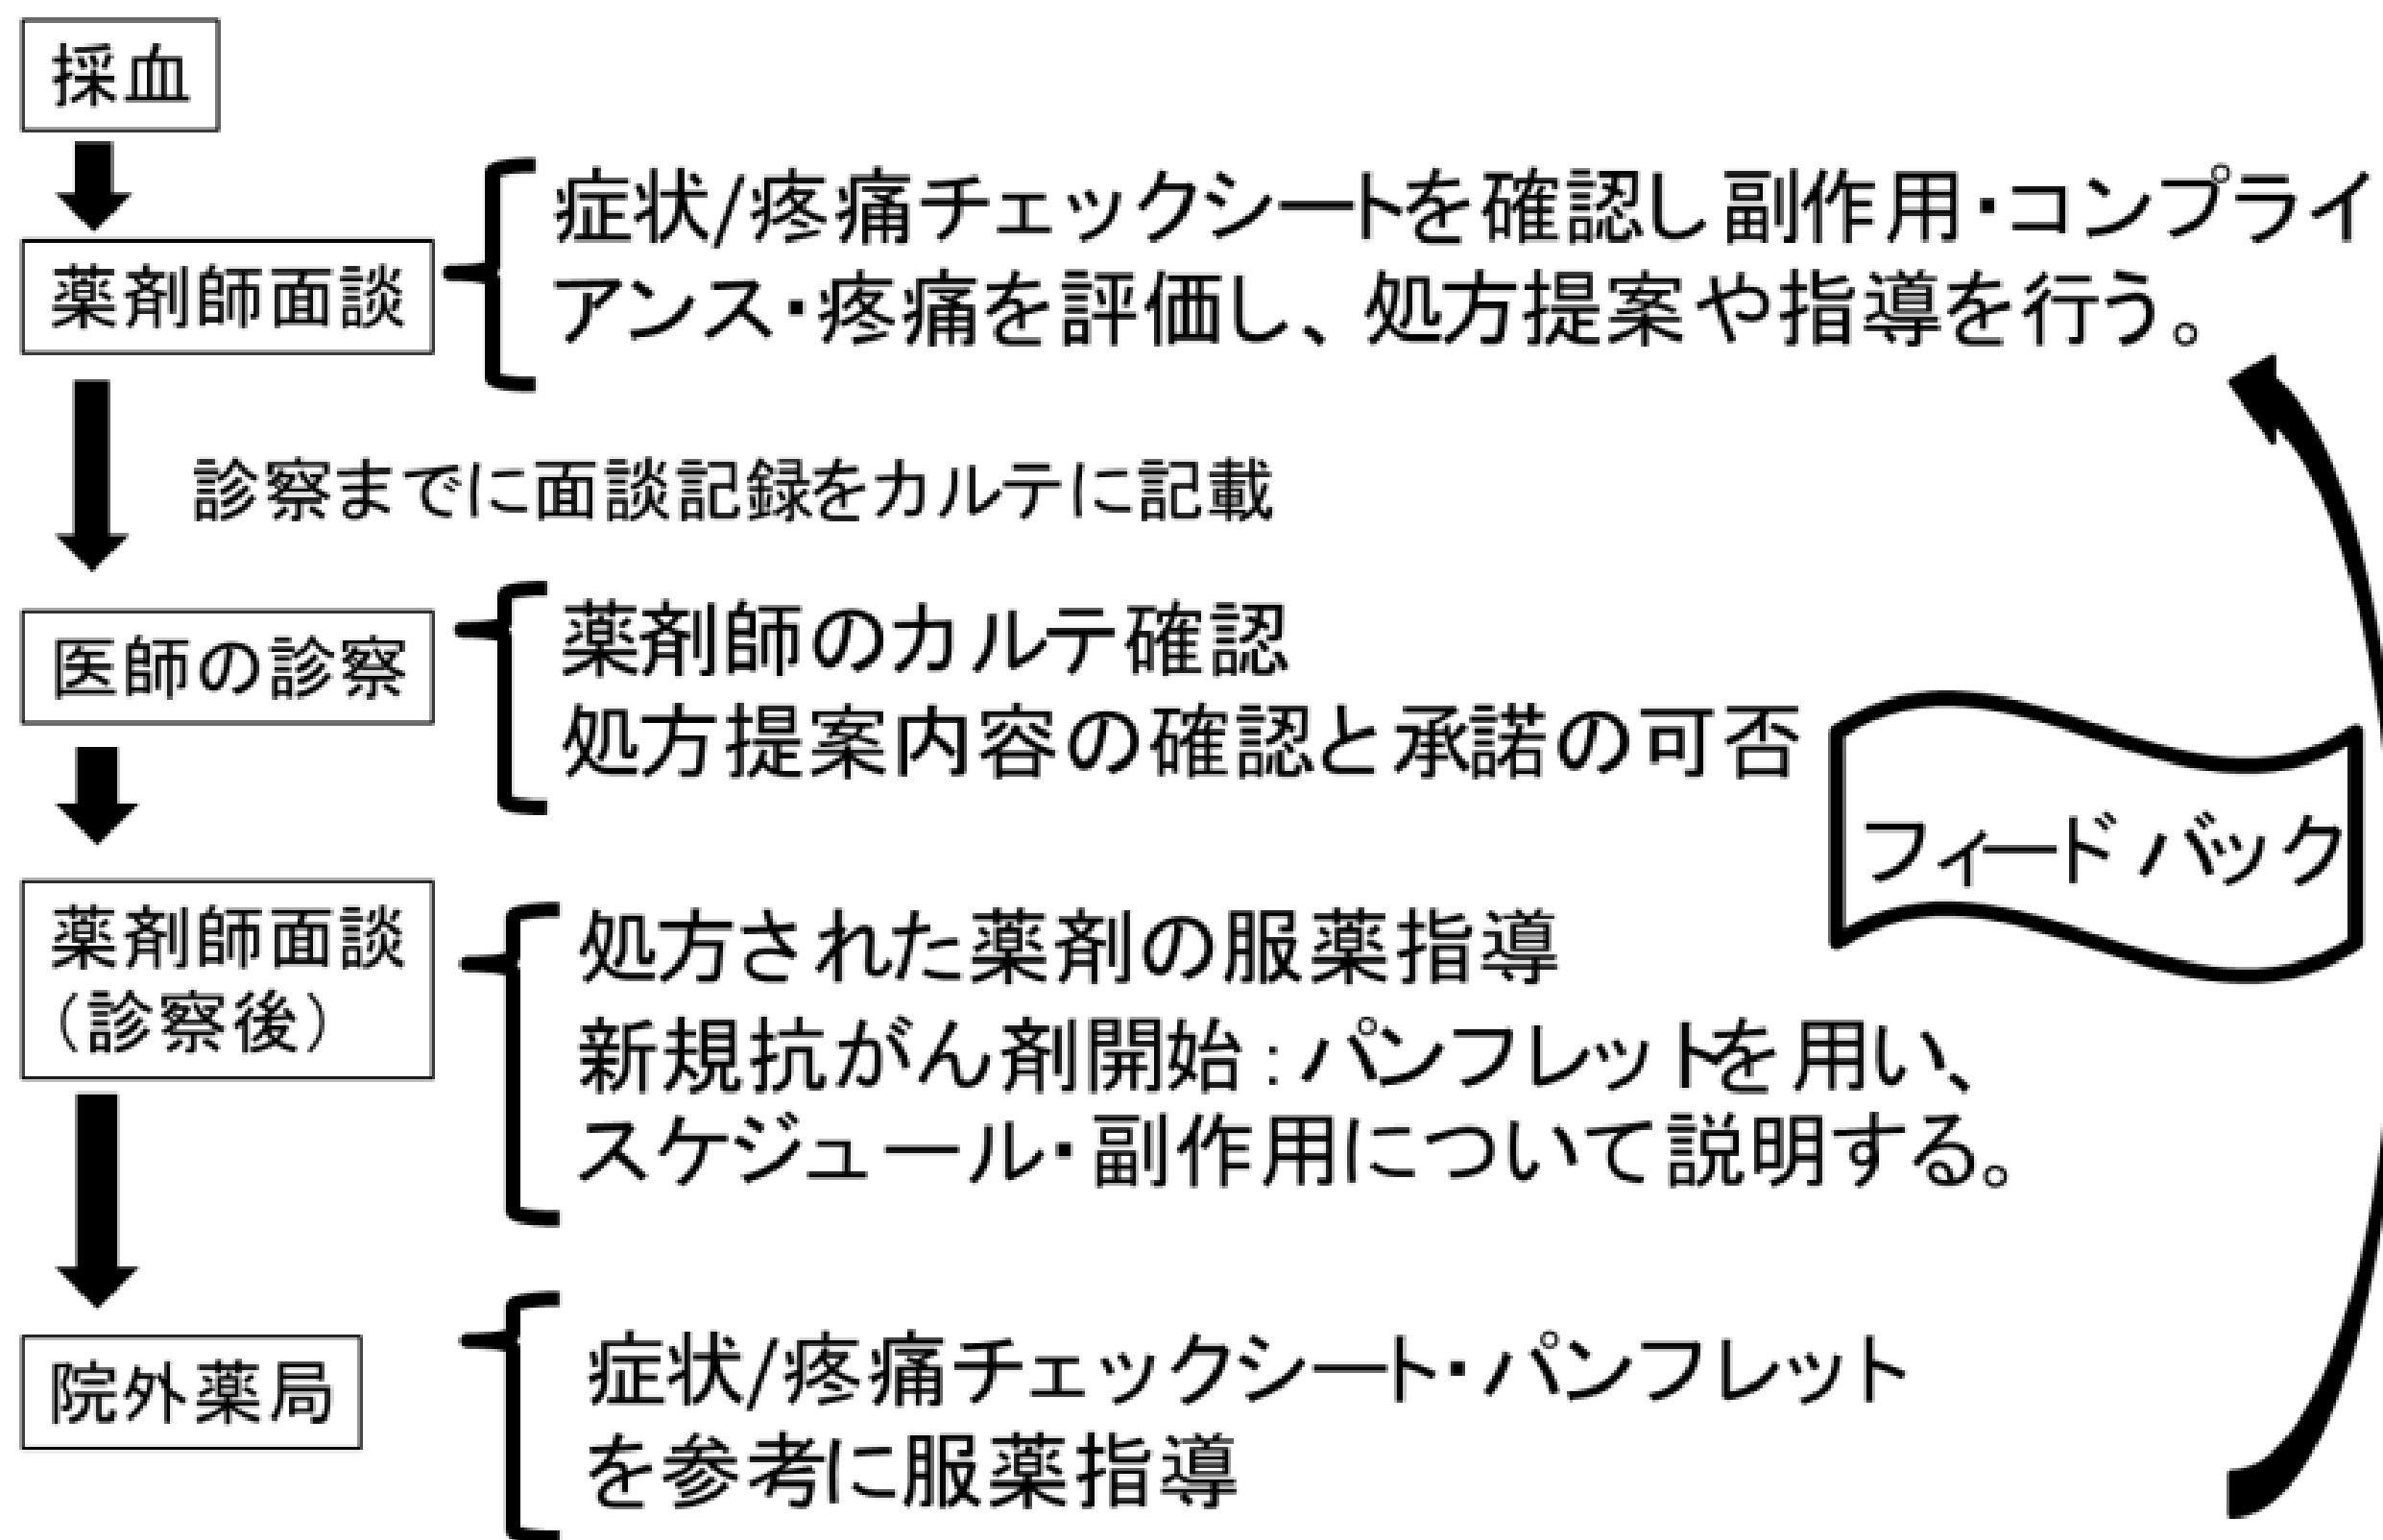 採血
薬剤師面談
症状/疼痛チェックシートを確認し副作用・コンプライ
アンス・疼痛を評価し、処方提案や指導を行う。
診察までに面談記録をカルテに記載
医師の診察
薬剤師のカルテ確認
処方提案内容の確認と承諾の可否
フィードバック
薬剤師面談
（診察後）
処方された薬剤の服薬指導
新規抗がん剤開始：パンフレットを用い、
スケジュール・副作用について説明する。
院外薬局
症状/疼痛チェックシート・パンフレット
を参考に服薬指導